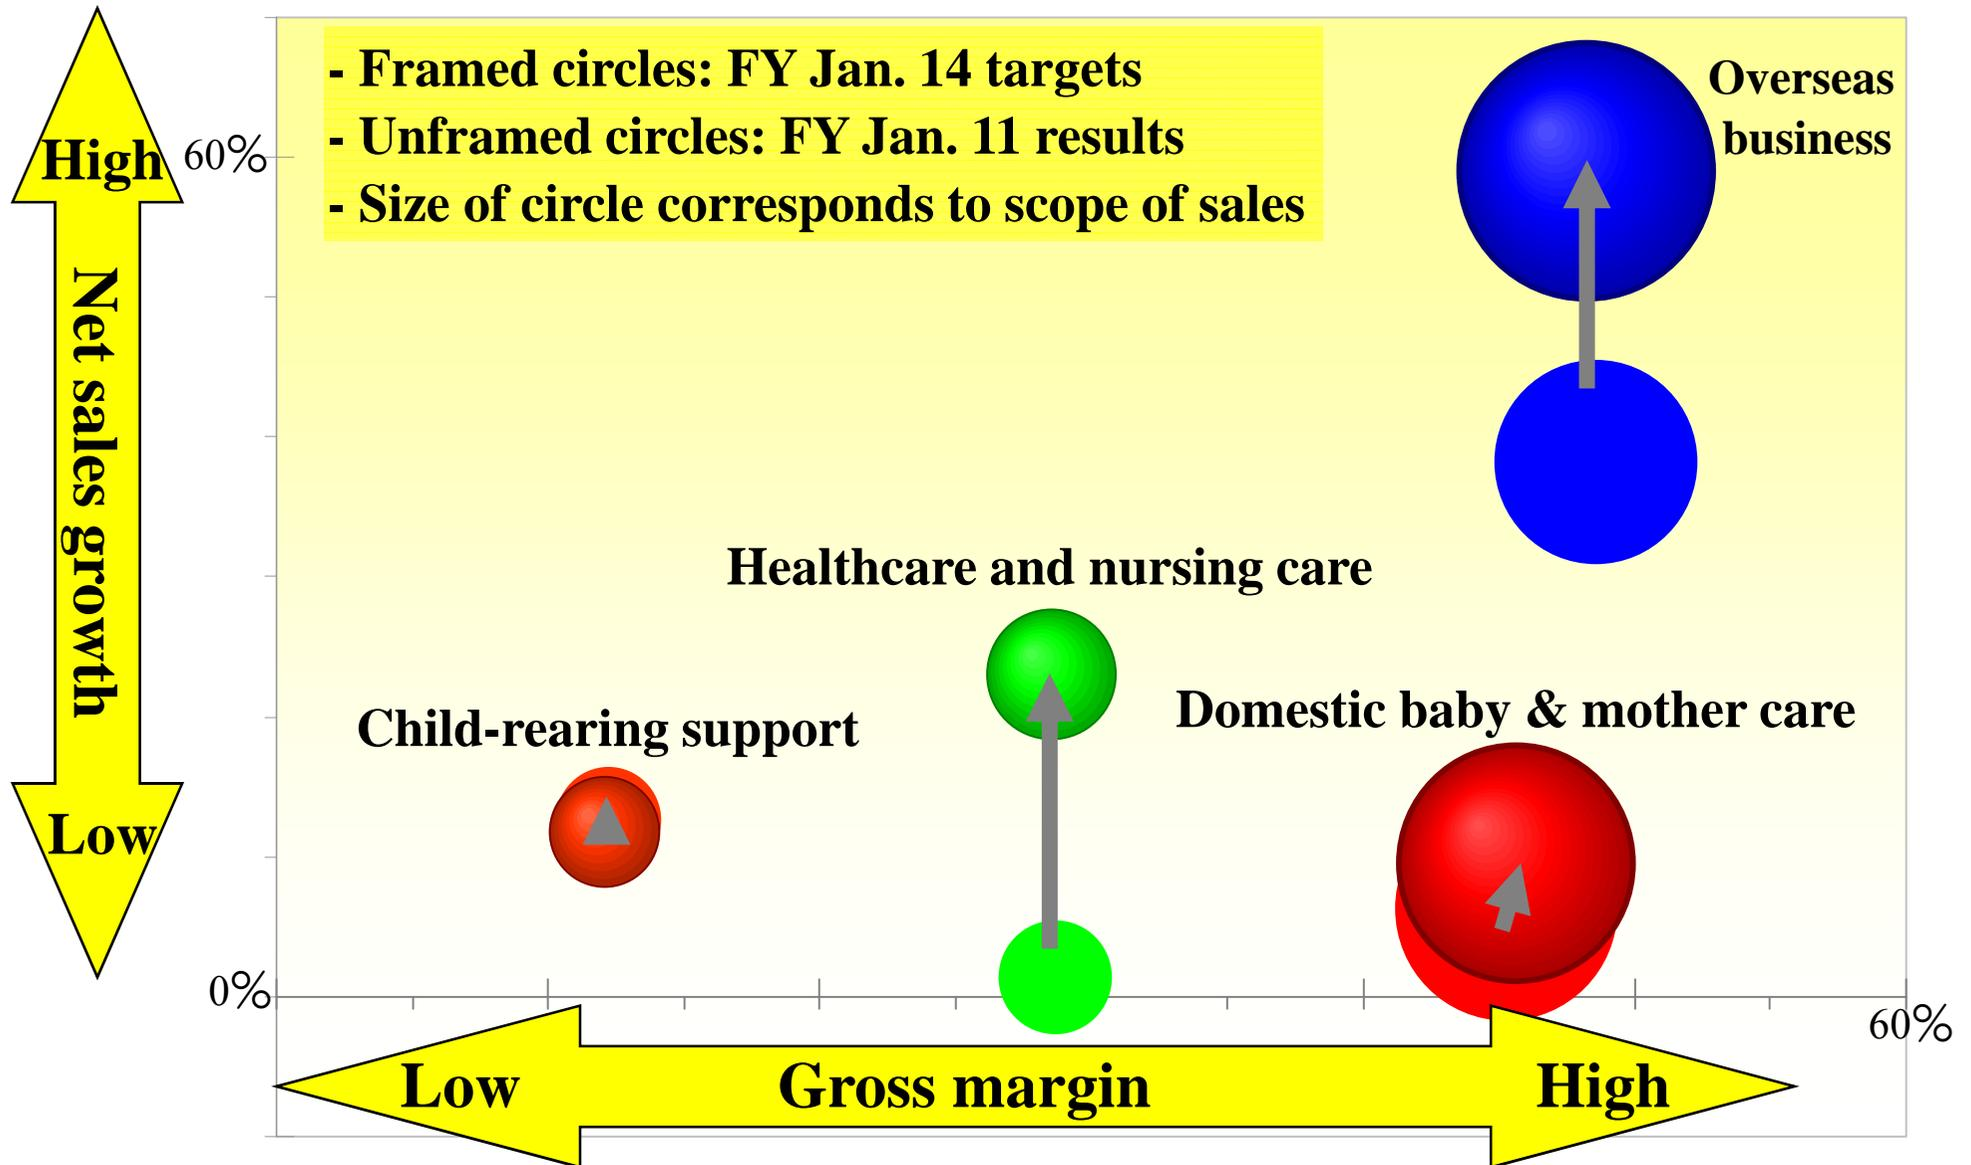 - Framed circles: FY Jan. 14 targets
- Unframed circles: FY Jan. 11 results
- Size of circle corresponds to scope of sales
Overseas
business
High
60%
Net sales growth
Healthcare and nursing care
Domestic baby & mother care
Child-rearing support
Low
0%
60%
Low
Gross margin
High